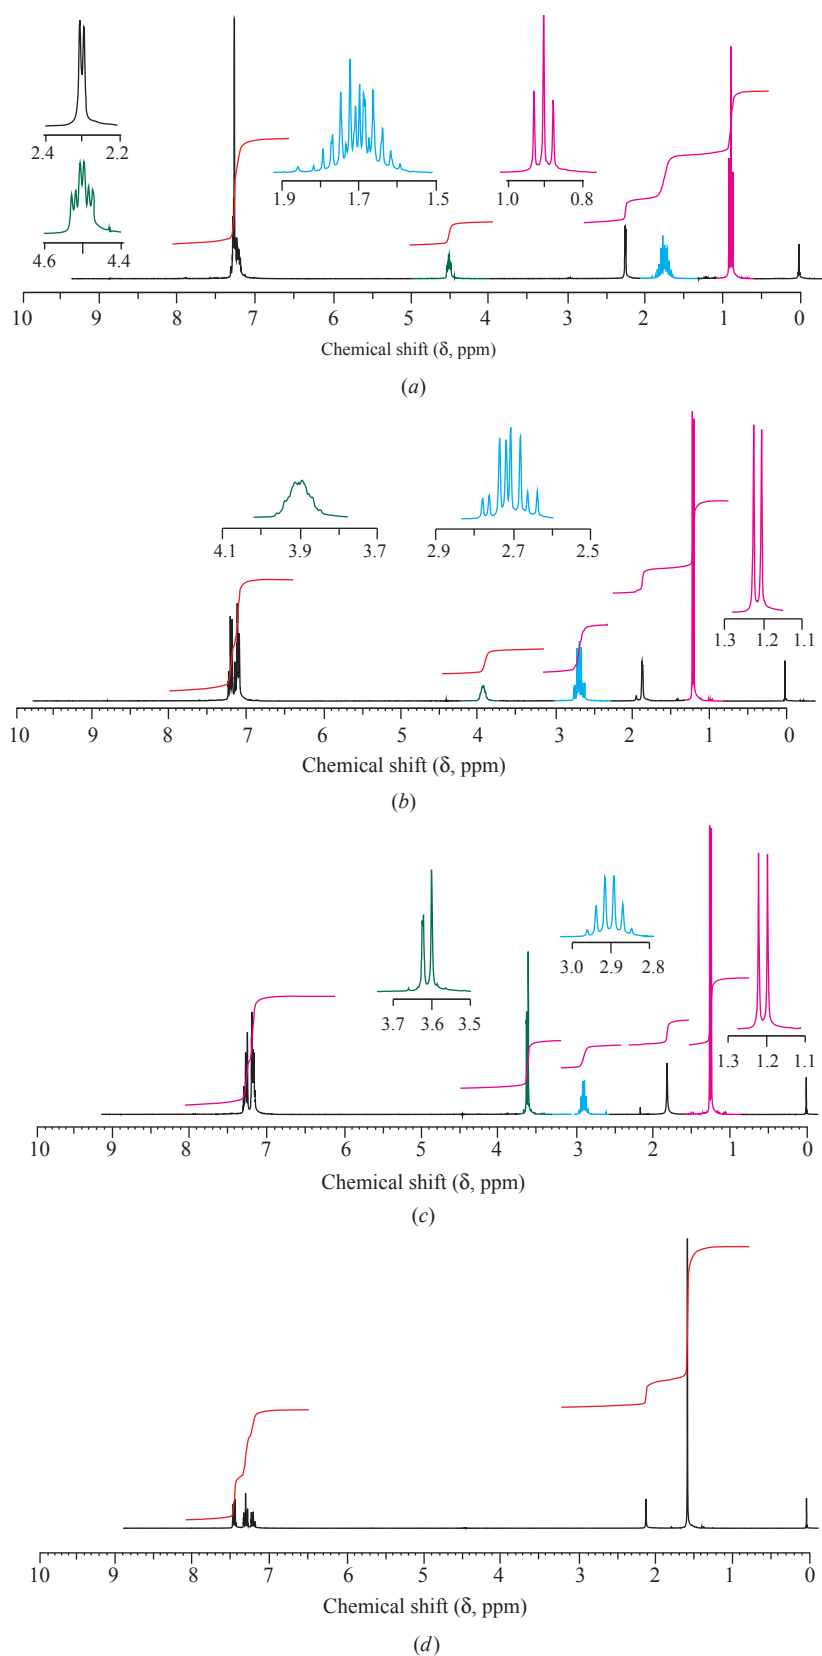 2.4 2.2
4.6 4.4
1.9 1.7 1.5
1.0 0.8
10 9 8 7 6 5 4 3 2 1 0
Chemical shift (δ, ppm)
(a)
4.1 3.9 3.7
2.9 2.7 2.5
1.3 1.2 1.1
10 9 8 7 6 5 4 3 2 1 0
Chemical shift (δ, ppm)
(b)
3.7 3.6 3.5
3.0 2.9 2.8
1.3 1.2 1.1
10 9 8 7 6 5 4 3 2 1 0
Chemical shift (δ, ppm)
(c)
10 9 8 7 6 5 4 3 2 1 0
Chemical shift (δ, ppm)
(d)